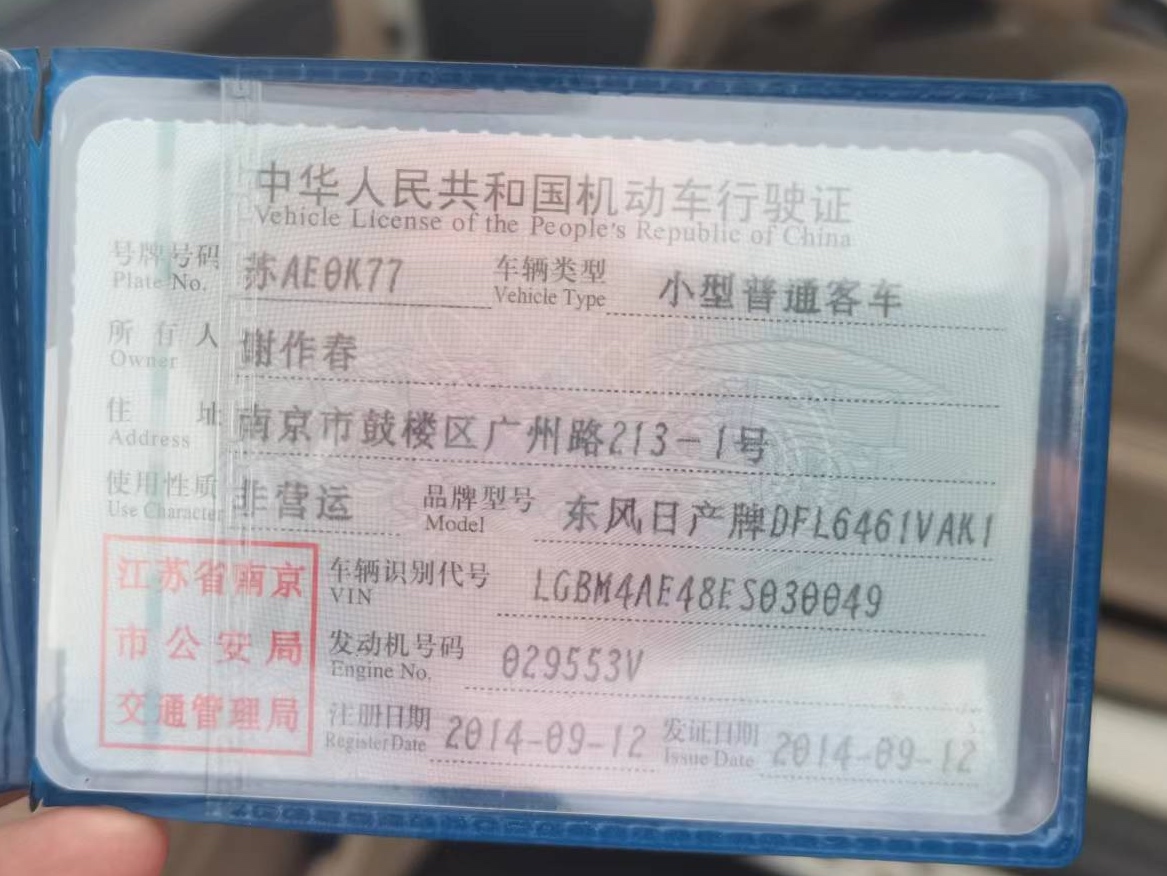 中华人民共和国机动车行驶证
Vehicle License of the People's Republic of China
号牌号码 苏AE0K77 车辆类型 小型普通客车
Plate No. Vehicle Type
所有人 谢作春
Owner
住址 南京市鼓楼区广州路213-1号
Address
使用性质 非营运 品牌型号 东风日产牌DFL6461VAK1
Use Character Model
江苏省南京
市公安局
交通管理局
车辆识别代号 LGBM4AE48ES030049
VIN
发动机号码 029553V
Engine No.
注册日期 2014-09-12 发证日期 2014-09-12
Register Date Issue Date